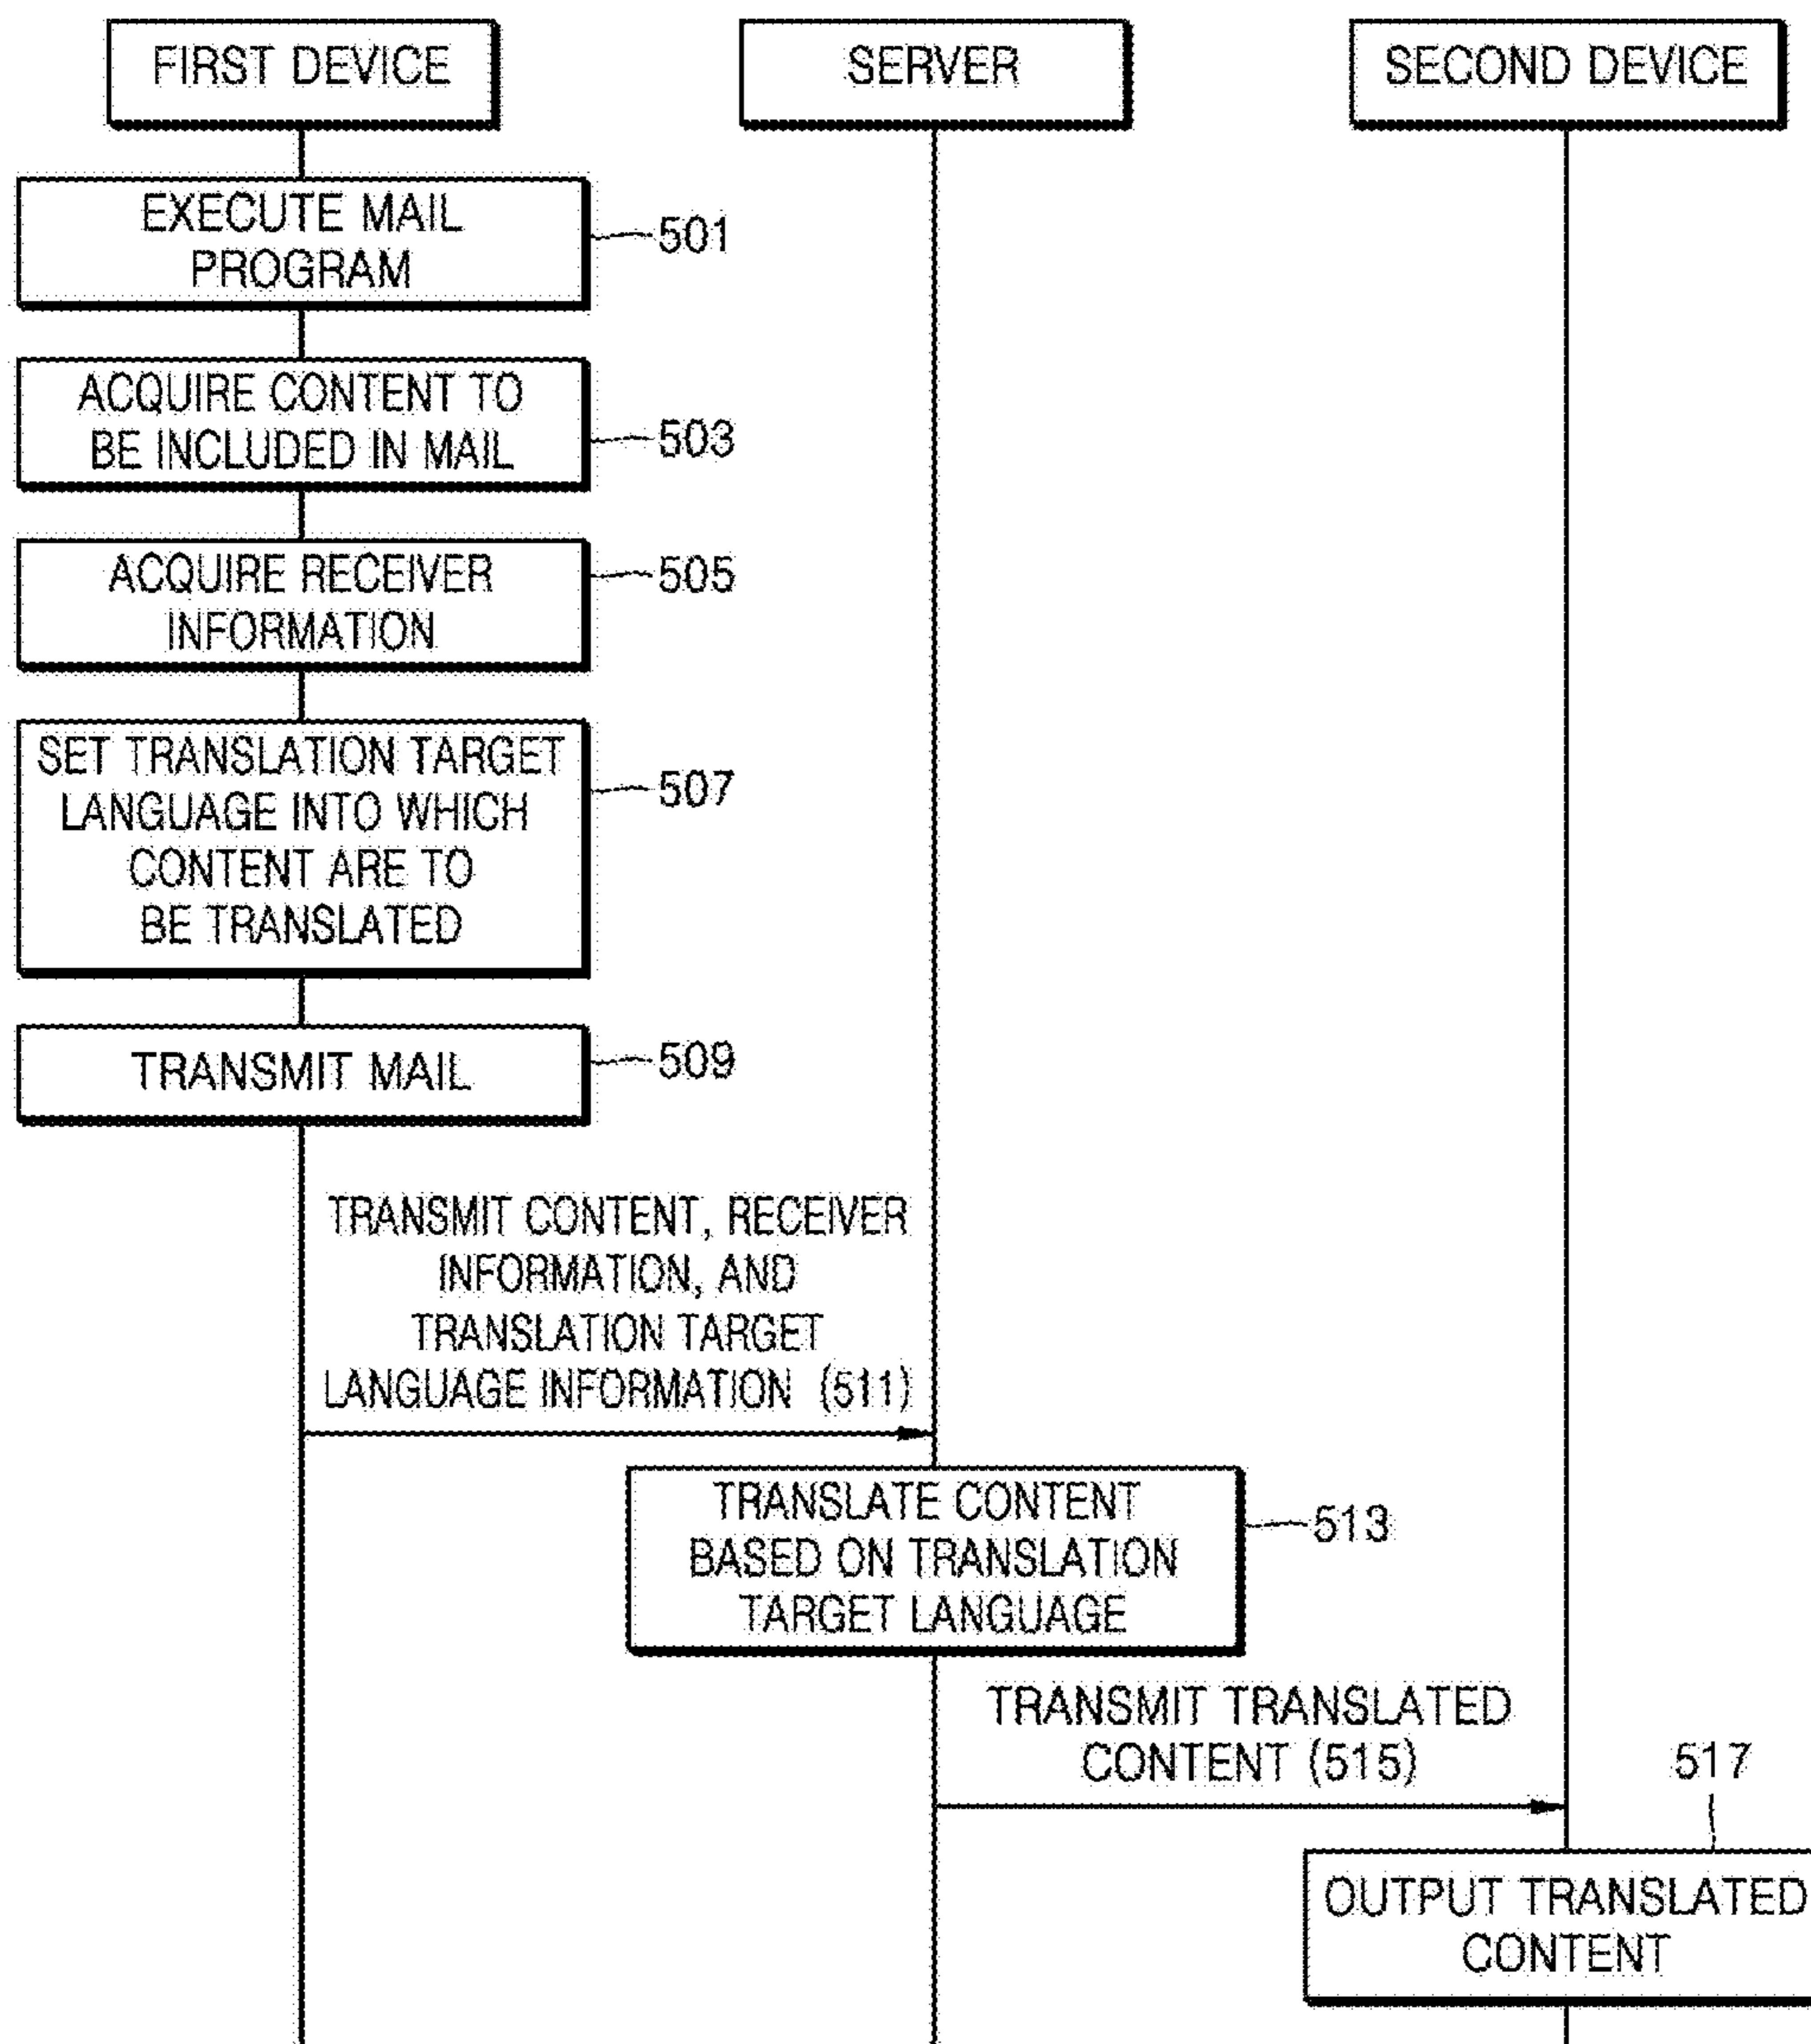 FIRST DEVICE
SERVER
SECOND DEVICE
EXECUTE MAIL
PROGRAM
501
ACQUIRE CONTENT TO
BE INCLUDED IN MAIL
503
ACQUIRE RECEIVER
INFORMATION
505
SET TRANSLATION TARGET
LANGUAGE INTO WHICH
CONTENT ARE TO
BE TRANSLATED
507
TRANSMIT MAIL
509
TRANSMIT CONTENT, RECEIVER
INFORMATION, AND
TRANSLATION TARGET
LANGUAGE INFORMATION (511)
TRANSLATE CONTENT
BASED ON TRANSLATION
TARGET LANGUAGE
513
TRANSMIT TRANSLATED
CONTENT (515)
517
OUTPUT TRANSLATED
CONTENT